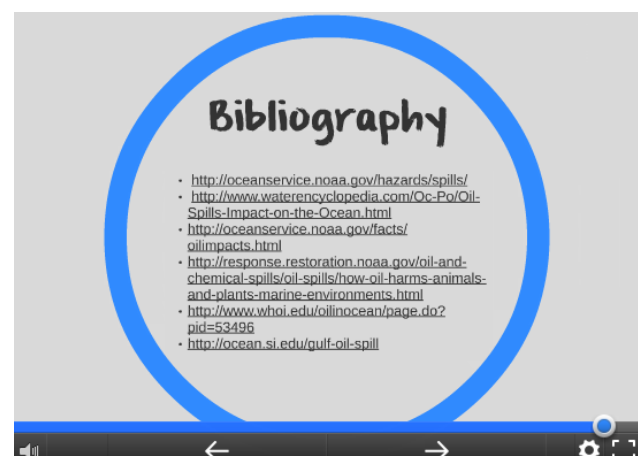 Bibliography
• http://oceanservice.noaa.gov/hazards/spills/
• http://www.waterencyclopedia.com/Oc-Po/Oil-
Spills-Impact-on-the-Ocean.html
• http://oceanservice.noaa.gov/facts/
oilimpacts.html
• http://response.restoration.noaa.gov/oil-and-
chemical-spills/oil-spills/how-oil-harms-animals-
and-plants-marine-environments.html
• http://www.whoi.edu/oilinocean/page.do?
pid=53496
• http://ocean.si.edu/gulf-oil-spill